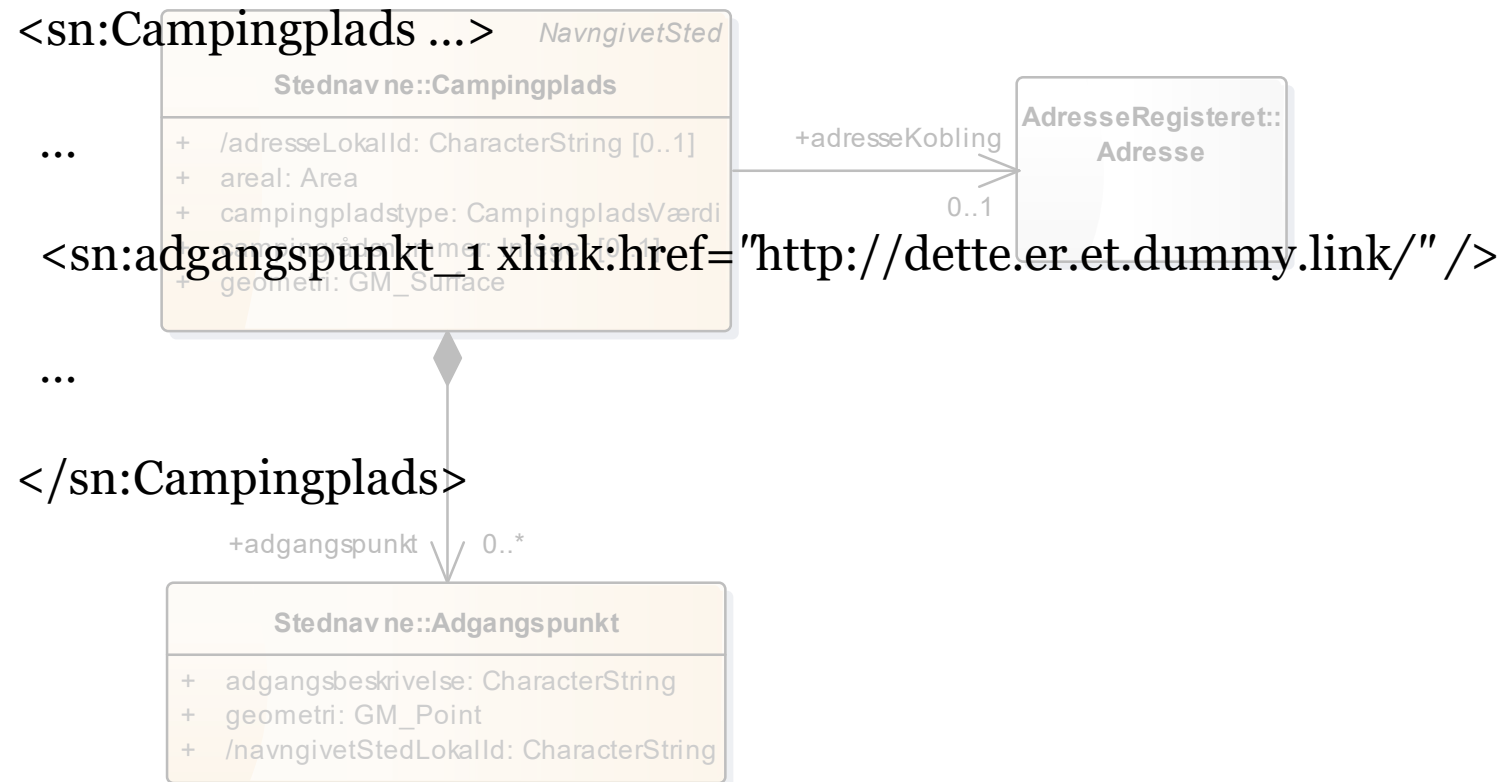 <sn:Campingplads ...>
NavngivetSted
Stednavne::Campingplads
...
+ /adresseLokalId: CharacterString [0..1]
+ areal: Area
+ campingpladstype: CampingpladsVærdi
+adresseKobling
0..1
AdresseRegisteret::
Adresse
<sn:adgangspunkt_1 xlink:href="http://dette.er.et.dummy.link/" />
+ geometri: GM_Surface
...
</sn:Campingplads>
+adgangspunkt 0..*
Stednavne::Adgangspunkt
+ adgangsbeskrivelse: CharacterString
+ geometri: GM_Point
+ /navngivetStedLokalId: CharacterString